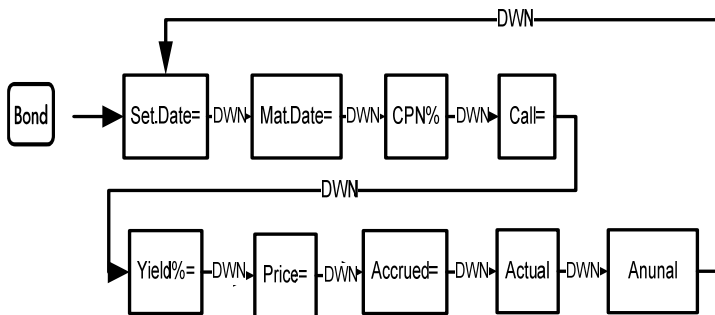 DWN
Bond
Set.Date= DWN Mat.Date= DWN CPN% DWN Call=
DWN
Yield%= DWN Price= DWN Accrued= DWN Actual DWN Anunal